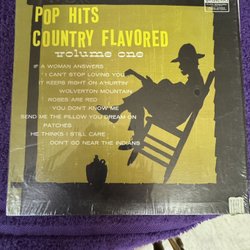 POP HITS
COUNTRY FLAVORED
volume one
IF A WOMAN ANSWERS
I CAN'T STOP LOVING YOU
IT KEEPS RIGHT ON A'HURTIN'
WOLVERTON MOUNTAIN
ROSES ARE RED
YOU DON'T KNOW ME
SEND ME THE PILLOW YOU DREAM ON
PATCHES
HE THINKS I STILL CARE
DON'T GO NEAR THE INDIANS